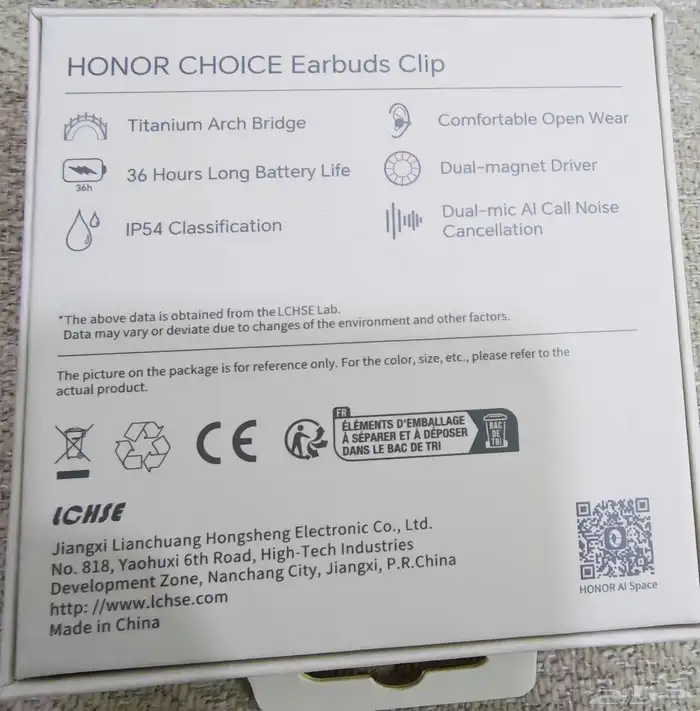 HONOR CHOICE Earbuds Clip
Titanium Arch Bridge
Comfortable Open Wear
36h
36 Hours Long Battery Life
Dual-magnet Driver
IP54 Classification
Dual-mic AI Call Noise
Cancellation
*The above data is obtained from the LCHSE Lab.
Data may vary or deviate due to changes of the environment and other factors.
The picture on the package is for reference only. For the color, size, etc., please refer to the
actual product.
CE
FR
ÉLÉMENTS D'EMBALLAGE
À SÉPARER ET À DÉPOSER
DANS LE BAC DE TRI
BAC
DE
TRI
LCHSE
Jiangxi Lianchuang Hongsheng Electronic Co., Ltd.
No. 818, Yaohuxi 6th Road, High-Tech Industries
Development Zone, Nanchang City, Jiangxi, P.R.China
http: //www.lchse.com
Made in China
HONOR AI Space